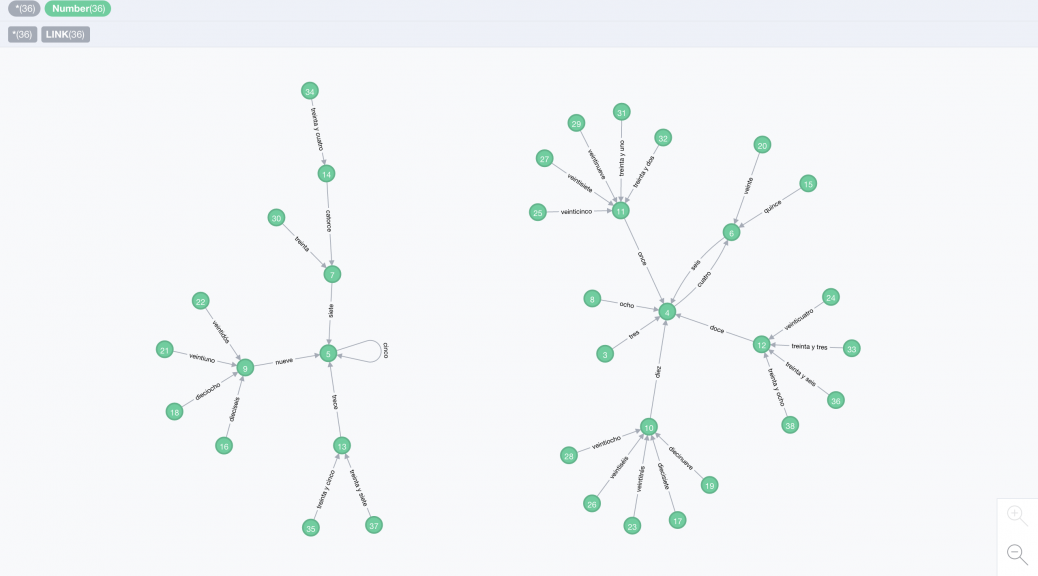 *(36) Number(36)
*(36) LINK(36)
34
treinta y cuatro
14
catorce
30
treinta
7
siete
22
veintidós
21
veintiuno
9
nueve
5
cinco
18
dieciocho
16
dieciseis
trece
13
treinta y cinco
treinta y siete
35
37
31
29
32
27
25
veintinueve
treinta y uno
treinta y dos
veintisiete
veinticinco
11
once
20
veinte
15
quince
6
seis
cuatro
8
ocho
4
3
tres
doce
12
24
veinticuatro
33
treinta y tres
treinta y seis
36
treinta y ocho
38
diez
10
28
veintiocho
26
veintiséis
23
veintitrés
17
diecisiete
19
diecinueve